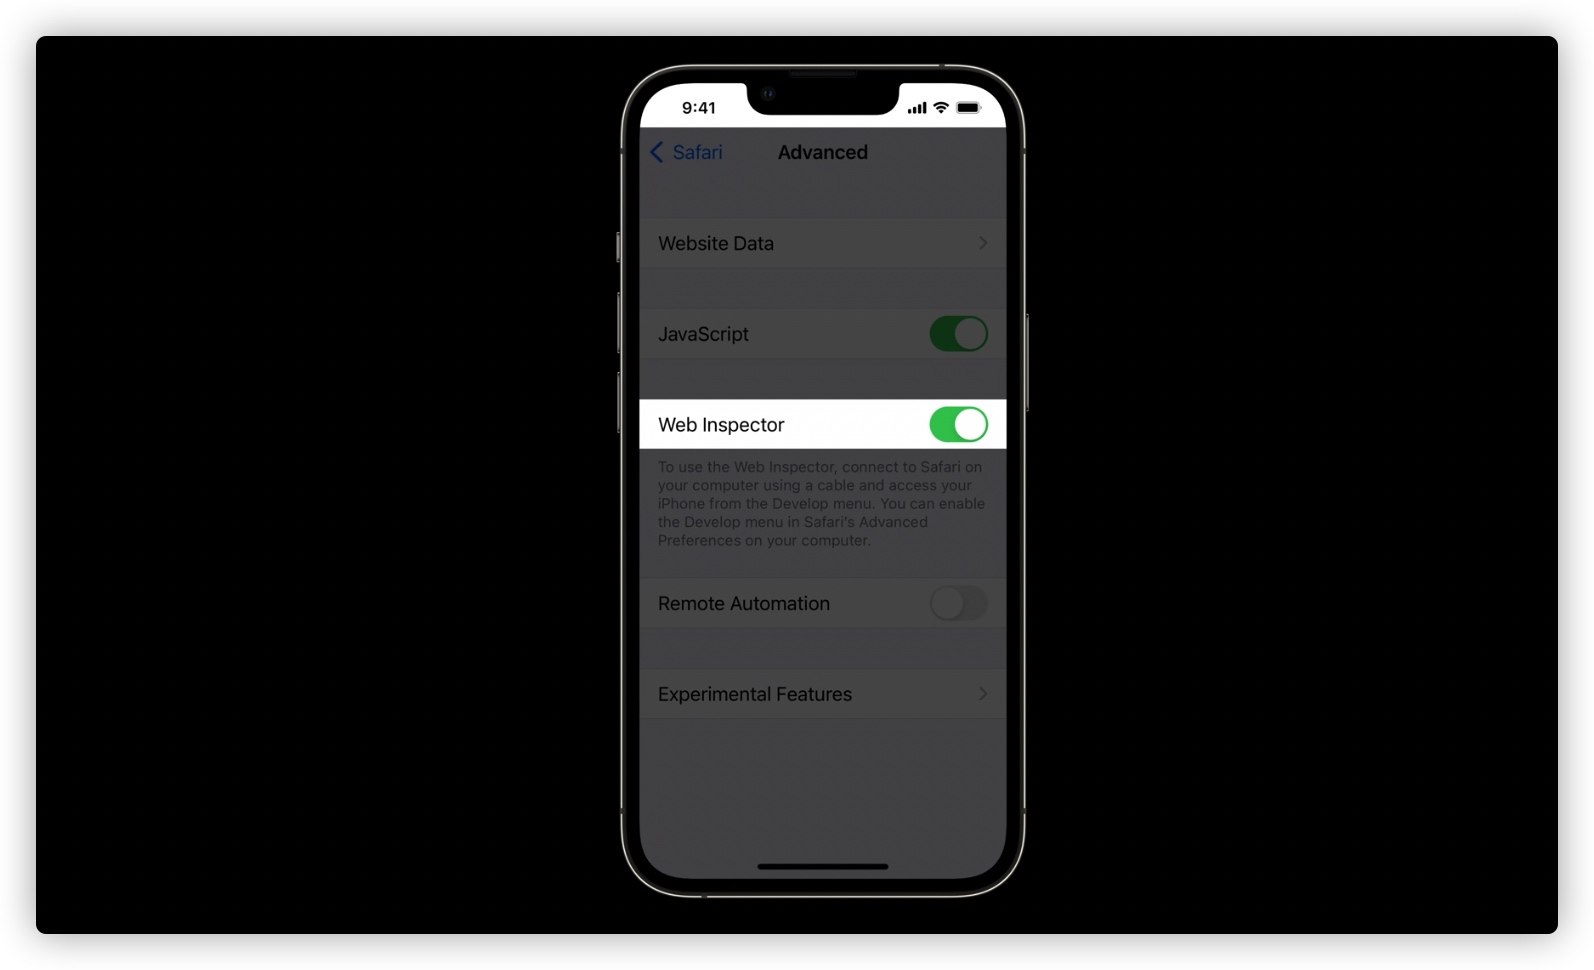 9:41
Safari
Advanced
Website Data
JavaScript
Web Inspector
To use the Web Inspector, connect to Safari on
your computer using a cable and access your
iPhone from the Develop menu. You can enable
the Develop menu in Safari's Advanced
Preferences on your computer.
Remote Automation
Experimental Features